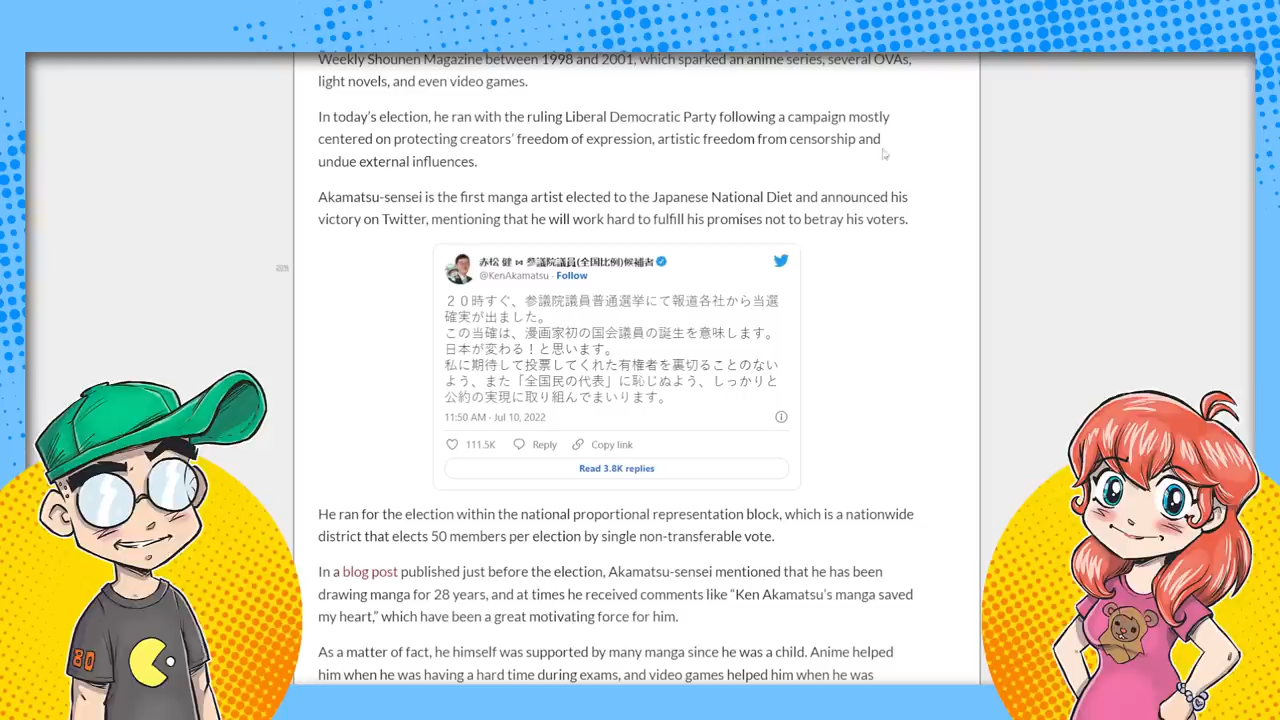 Weekly Shounen Magazine between 1998 and 2001, which sparked an anime series, several OVAs,
light novels, and even video games.
In today's election, he ran with the ruling Liberal Democratic Party following a campaign mostly
centered on protecting creators' freedom of expression, artistic freedom from censorship and
undue external influences.
Akamatsu-sensei is the first manga artist elected to the Japanese National Diet and announced his
victory on Twitter, mentioning that he will work hard to fulfill his promises not to betray his voters.
赤松 健 ⋈ 参議院議員(全国比例)候補者
@KenAkamatsu · Follow
２０時すぐ、参議院議員普通選挙にて報道各社から当選
確実が出ました。
この当確は、漫画家初の国会議員の誕生を意味します。
日本が変わる！と思います。
私に期待して投票してくれた有権者を裏切ることのない
よう、また「全国民の代表」に恥じぬよう、しっかりと
公約の実現に取り組んでまいります。
11:50 AM · Jul 10, 2022
111.5K Reply Copy link
Read 3.8K replies
He ran for the election within the national proportional representation block, which is a nationwide
district that elects 50 members per election by single non-transferable vote.
In a blog post published just before the election, Akamatsu-sensei mentioned that he has been
drawing manga for 28 years, and at times he received comments like “Ken Akamatsu's manga saved
my heart,” which have been a great motivating force for him.
As a matter of fact, he himself was supported by many manga since he was a child. Anime helped
him when he was having a hard time during exams, and video games helped him when he was
80